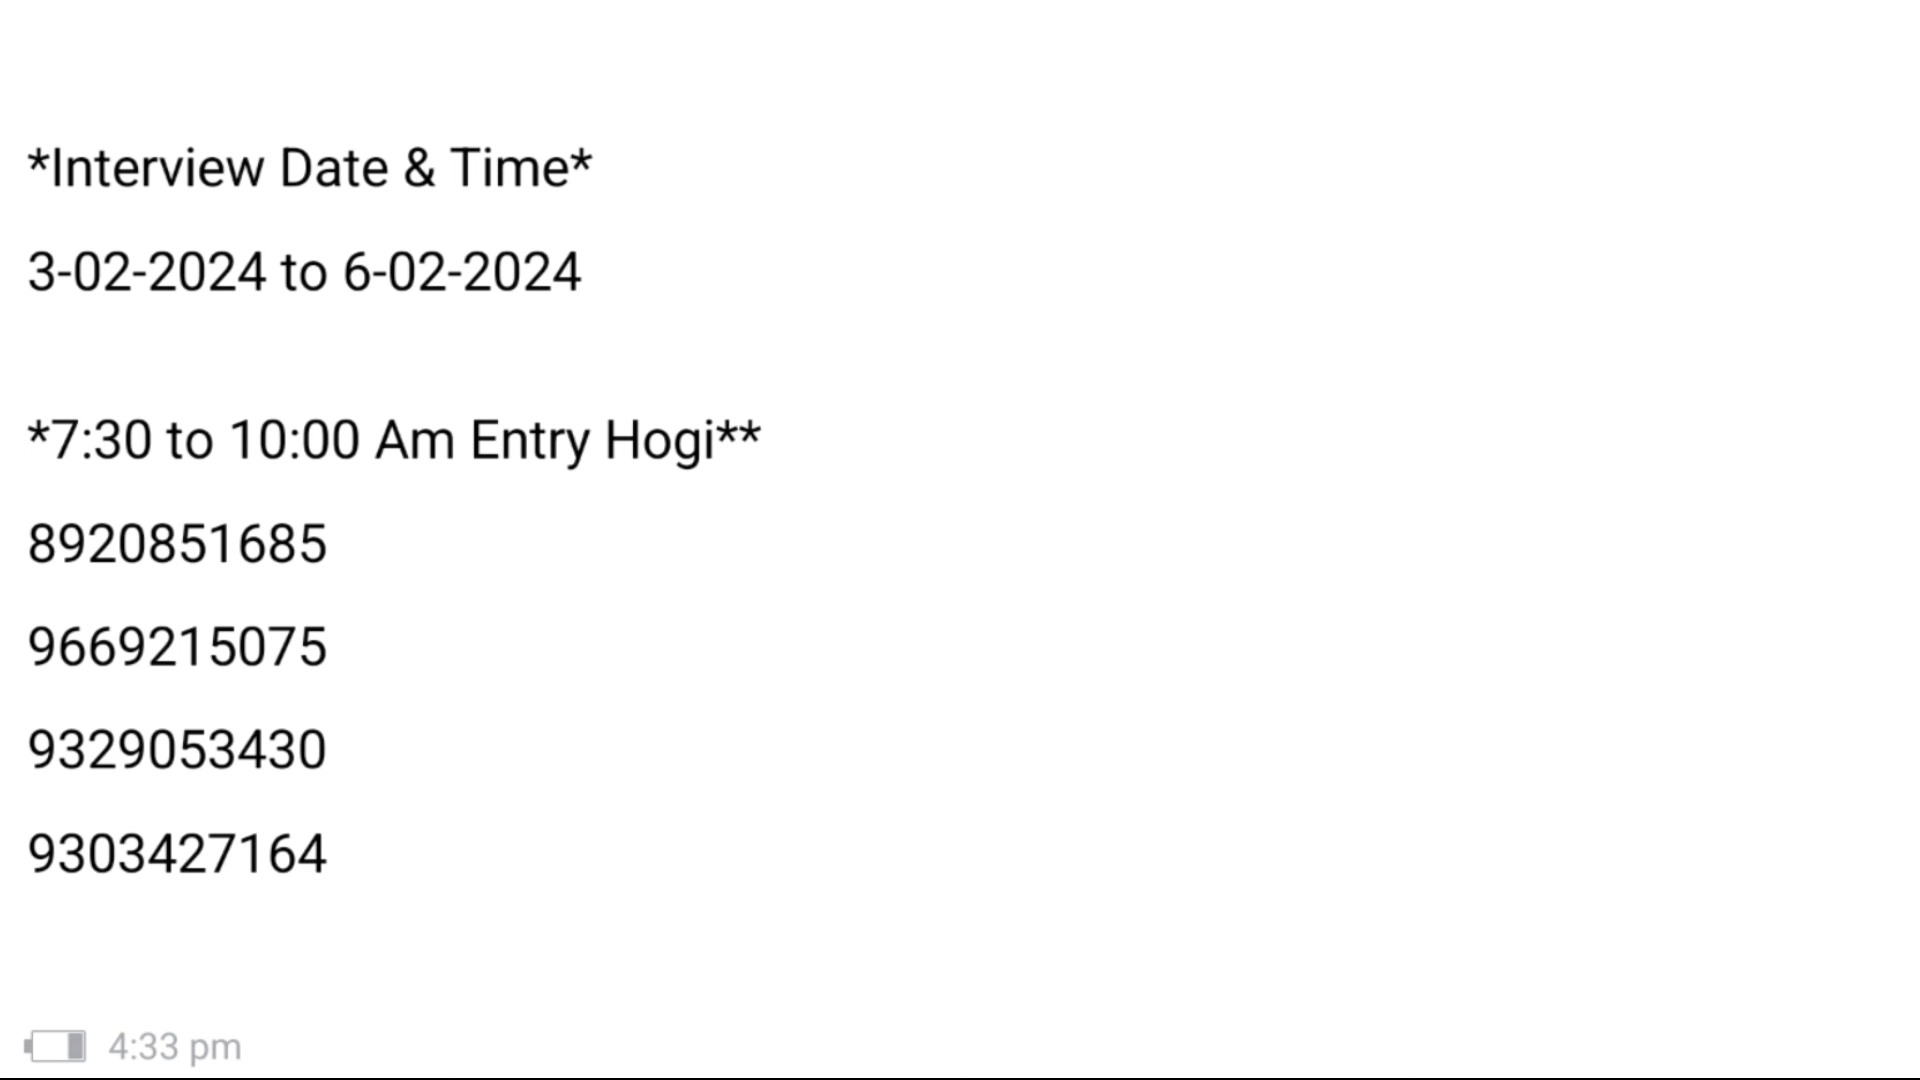 *Interview Date & Time*
3-02-2024 to 6-02-2024
*7:30 to 10:00 Am Entry Hogi**
8920851685
9669215075
9329053430
9303427164
4:33 pm